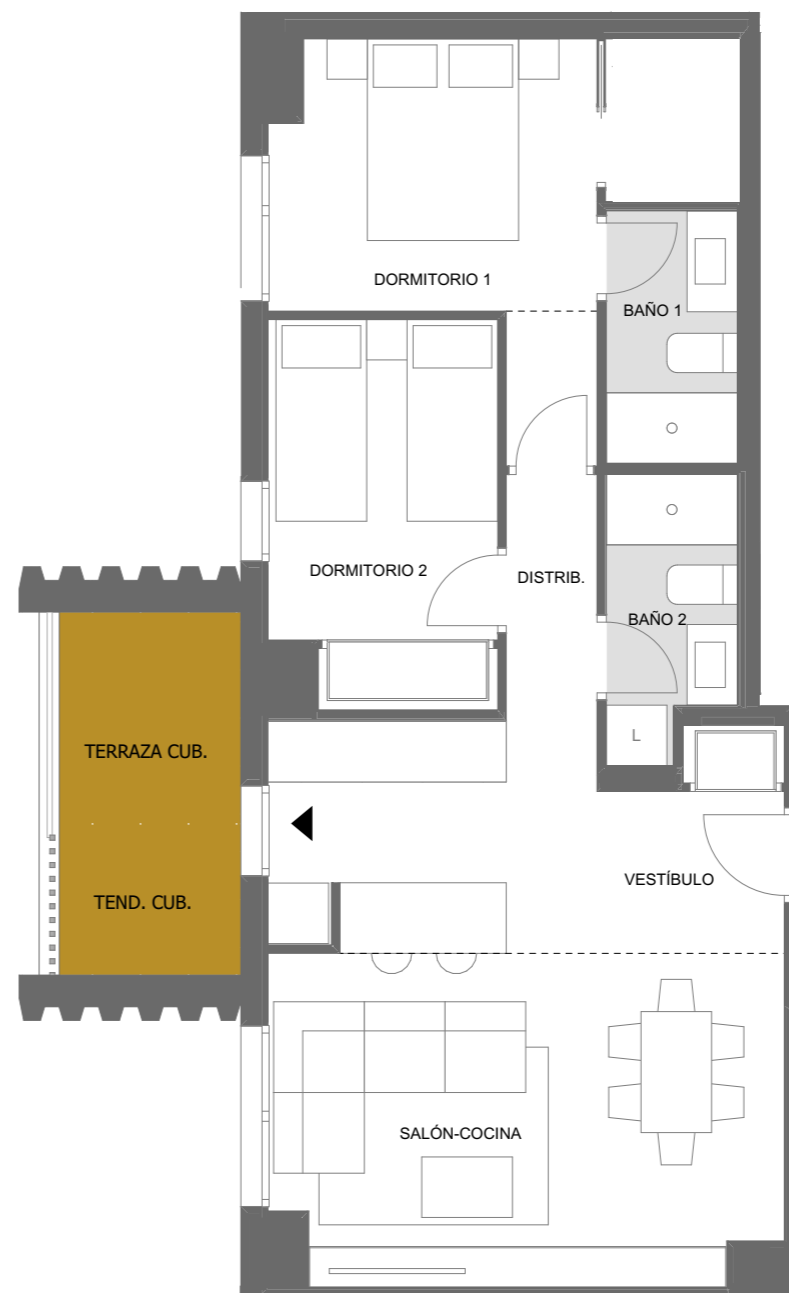 DORMITORIO 1
BAÑO 1
DORMITORIO 2
DISTRIB.
BAÑO 2
L
TERRAZA CUB.
TEND. CUB.
VESTÍBULO
SALÓN-COCINA